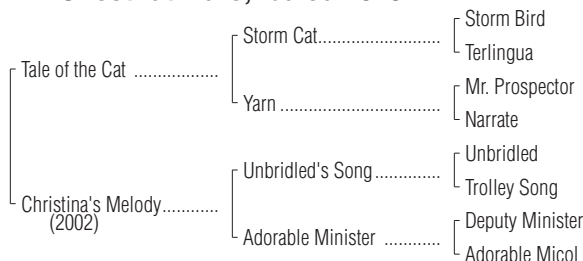 Storm Bird
Storm Cat
Terlingua
Tale of the Cat
Mr. Prospector
Yarn
Narrate
Unbridled
Unbridled's Song
Trolley Song
Christina's Melody
(2002)
Deputy Minister
Adorable Minister
Adorable Micol